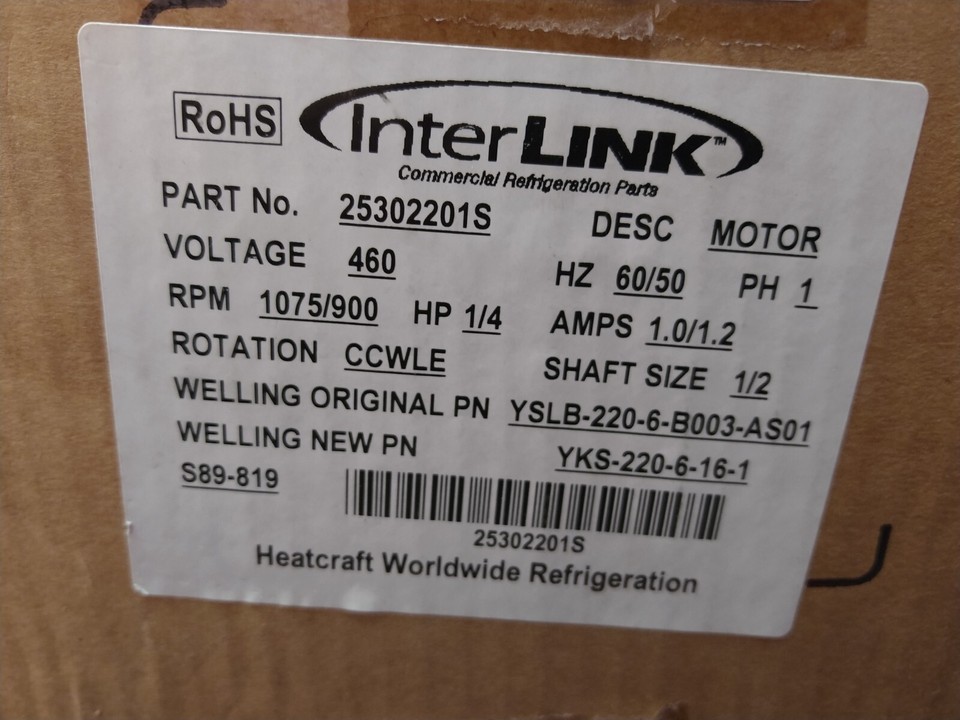 RoHS InterLINK™
Commercial Refrigeration Parts
PART No. 25302201S DESC MOTOR
VOLTAGE 460 HZ 60/50 PH 1
RPM 1075/900 HP 1/4 AMPS 1.0/1.2
ROTATION CCWLE SHAFT SIZE 1/2
WELLING ORIGINAL PN YSLB-220-6-B003-AS01
WELLING NEW PN YKS-220-6-16-1
S89-819
25302201S
Heatcraft Worldwide Refrigeration